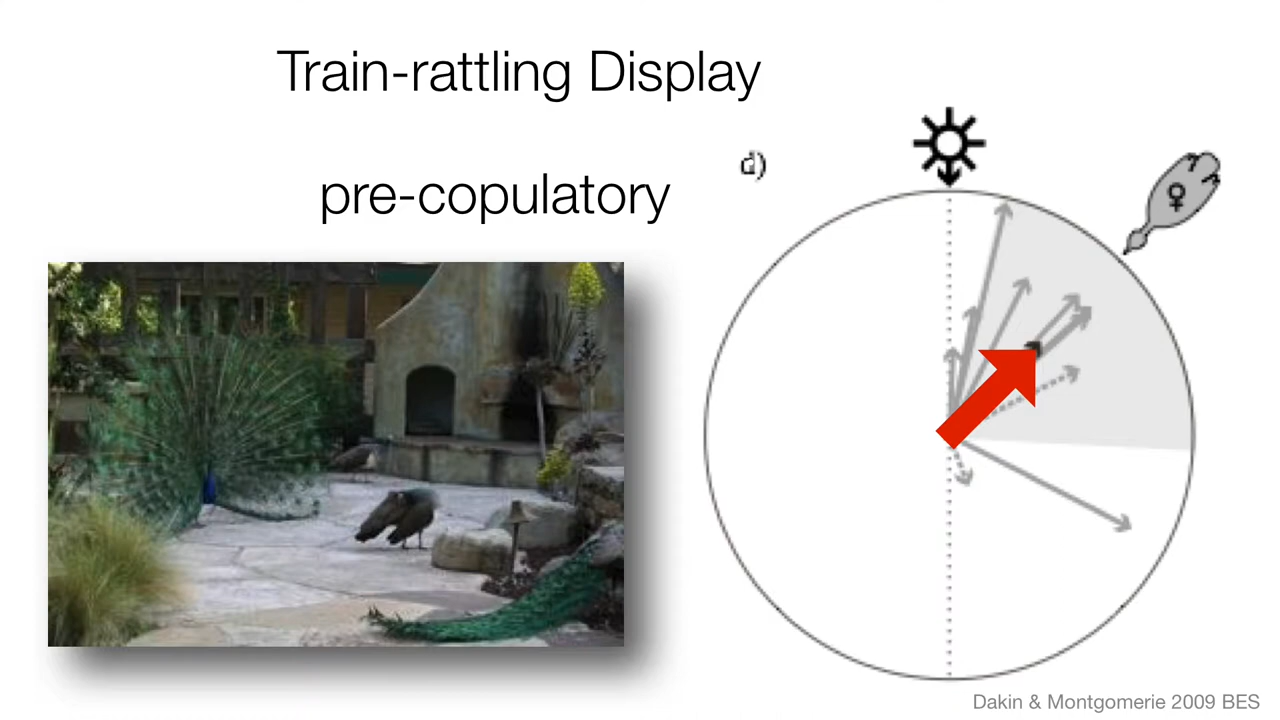 Train-rattling Display
pre-copulatory
d)
♀
Dakin & Montgomerie 2009 BES